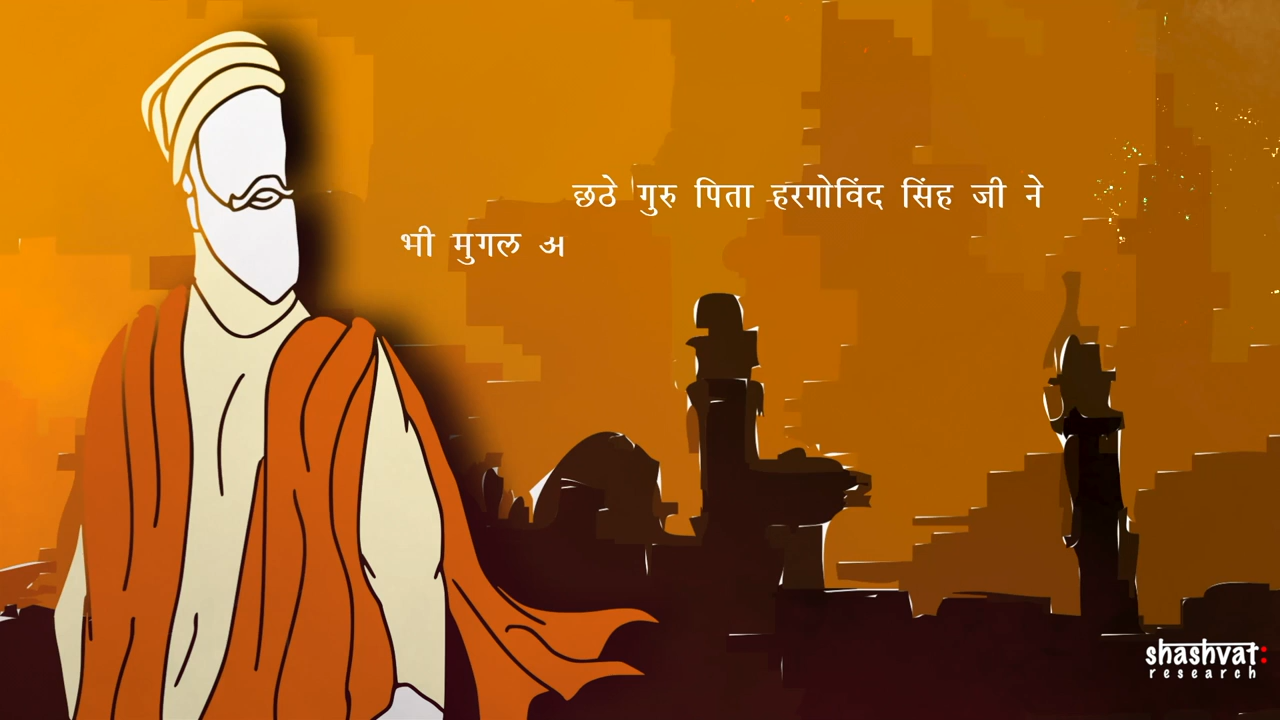 छठे गुरु पिता हरगोविंद सिंह जी ने
भी मुगल अ
shashvat:
research